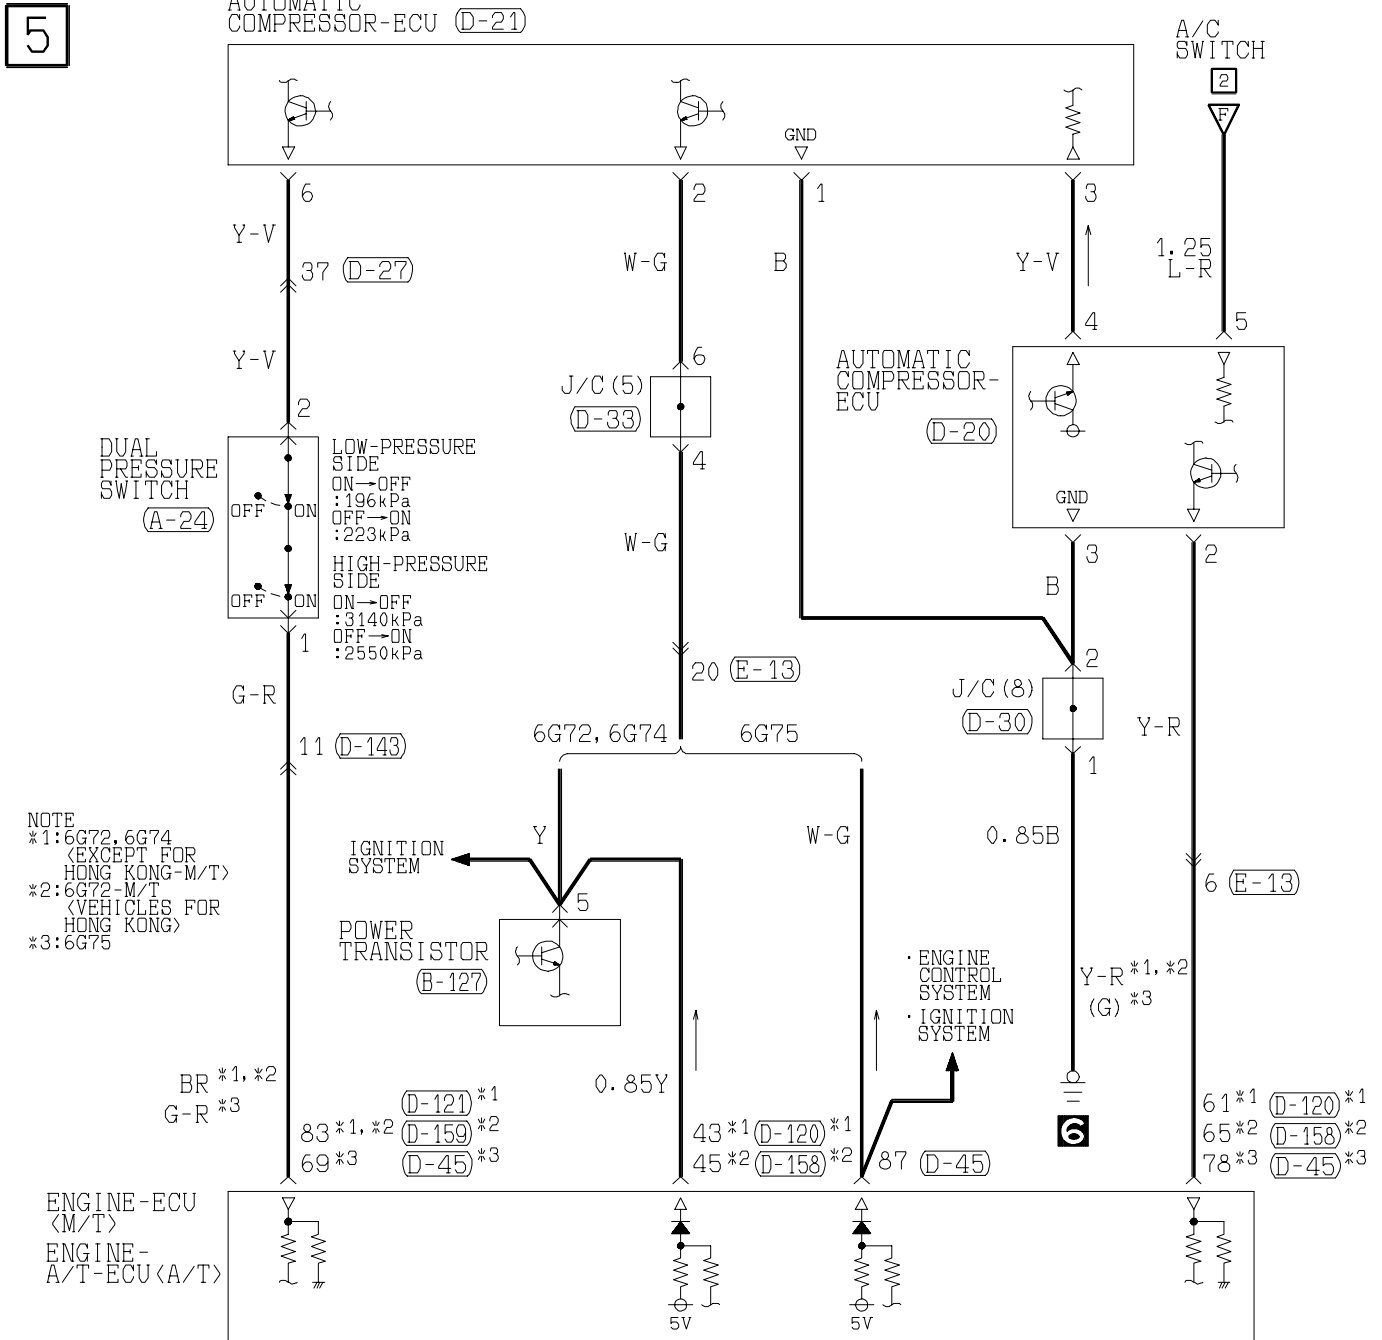 5
AUTOMATIC
COMPRESSOR-ECU (D-21)
A/C
SWITCH
2
F
GND
6
2
1
3
Y-V
37 (D-27)
W-G
B
Y-V
1.25
L-R
4
5
Y-V
2
6
J/C(5)
(D-33)
4
AUTOMATIC
COMPRESSOR-
ECU
(D-20)
GND
DUAL
PRESSURE
SWITCH
(A-24)
OFF ON
OFF ON
LOW-PRESSURE
SIDE
ON→OFF
:196kPa
OFF→ON
:223kPa
HIGH-PRESSURE
SIDE
ON→OFF
:3140kPa
OFF→ON
:2550kPa
W-G
3
2
B
1
G-R
20 (E-13)
2
J/C(8)
(D-30)
1
Y-R
11 (D-143)
6G72,6G74
6G75
NOTE
*1:6G72,6G74
<EXCEPT FOR
HONG KONG-M/T>
*2:6G72-M/T
<VEHICLES FOR
HONG KONG>
*3:6G75
IGNITION
SYSTEM
Y
W-G
0.85B
5
6 (E-13)
POWER
TRANSISTOR
(B-127)
·ENGINE
CONTROL
SYSTEM
·IGNITION
SYSTEM
Y-R *1,*2
(G) *3
BR *1,*2
G-R *3
0.85Y
6
(D-121)*1
83*1,*2 (D-159)*2
69*3 (D-45)*3
43*1 (D-120)*1
45*2 (D-158)*2
87 (D-45)
61*1 (D-120)*1
65*2 (D-158)*2
78*3 (D-45)*3
ENGINE-ECU
<M/T>
ENGINE-
A/T-ECU<A/T>
5V
5V